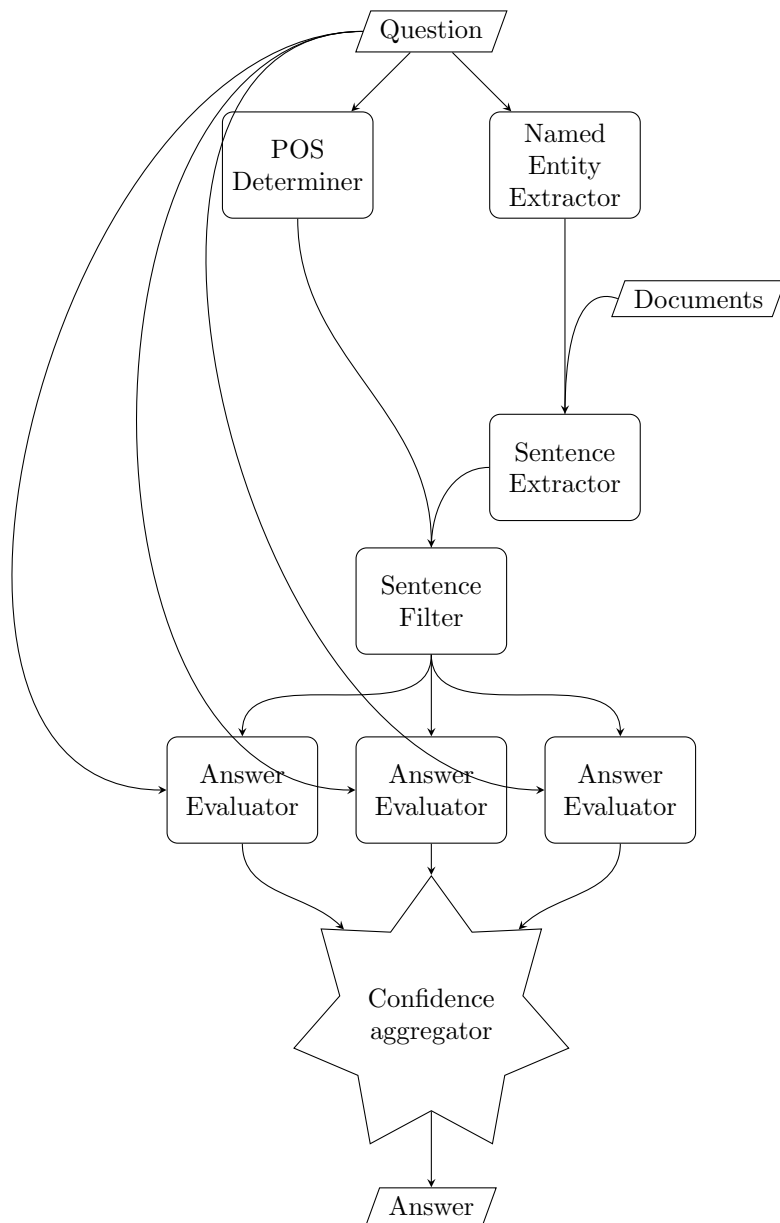 Question
POS
Determiner
Named
Entity
Extractor
Documents
Sentence
Extractor
Sentence
Filter
Answer
Evaluator
Answer
Evaluator
Answer
Evaluator
Confidence
aggregator
Answer